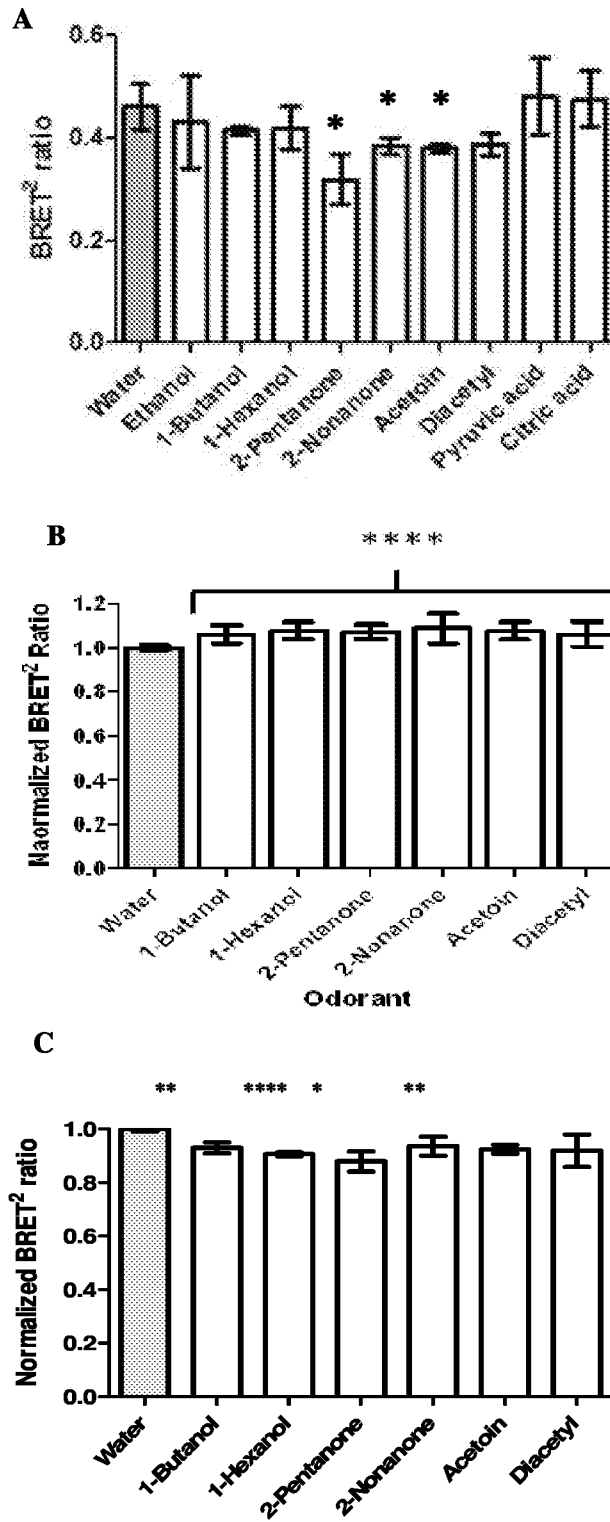 A
0.6
0.4
0.2
0.0
BRET² ratio
* * *
Water
Ethanol
1-Butanol
1-Hexanol
2-Pentanone
2-Nonanone
Acetoin
Diacetyl
Pyruvic acid
Citric acid
B
****
1.2
1.0
0.8
0.6
0.4
0.2
0.0
Naormalized BRET² Ratio
Water
1-Butanol
1-Hexanol
2-Pentanone
2-Nonanone
Acetoin
Diacetyl
Odorant
C
** **** * **
1.0
0.8
0.6
0.4
0.2
0.0
Normalized BRET² ratio
Water
1-Butanol
1-Hexanol
2-Pentanone
2-Nonanone
Acetoin
Diacetyl